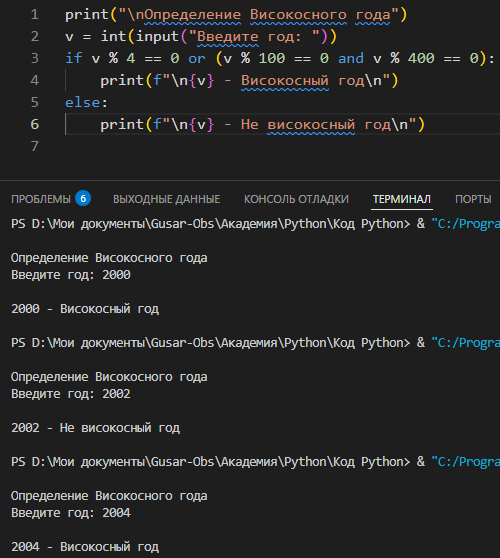 1 print("\nОпределение Високосного года")
2 v = int(input("Введите год: "))
3 if v % 4 == 0 or (v % 100 == 0 and v % 400 == 0):
4     print(f"\n{v} - Високосный год\n")
5 else:
6     print(f"\n{v} - Не високосный год\n")
7
ПРОБЛЕМЫ 6 ВЫХОДНЫЕ ДАННЫЕ КОНСОЛЬ ОТЛАДКИ ТЕРМИНАЛ ПОРТЫ
PS D:\Мои документы\Gusar-Obs\Академия\Python\Код Python> & "C:/Progra
Определение Високосного года
Введите год: 2000
2000 - Високосный год
PS D:\Мои документы\Gusar-Obs\Академия\Python\Код Python> & "C:/Progra
Определение Високосного года
Введите год: 2002
2002 - Не високосный год
PS D:\Мои документы\Gusar-Obs\Академия\Python\Код Python> & "C:/Progra
Определение Високосного года
Введите год: 2004
2004 - Високосный год